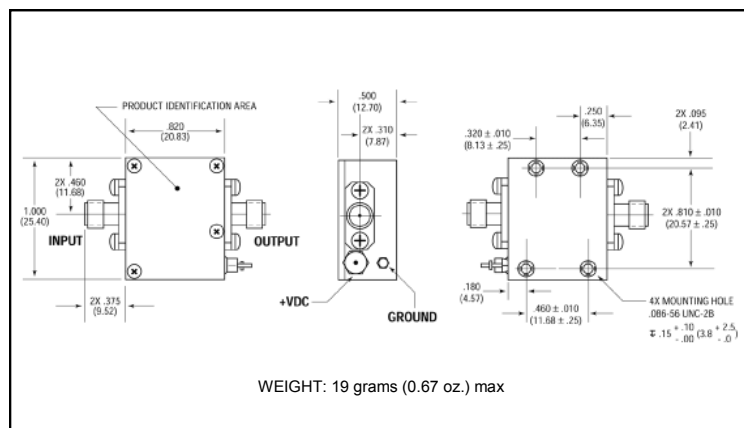 PRODUCT IDENTIFICATION AREA
.820
(20.83)
2X .460
(11.68)
1.000
(25.40)
INPUT
OUTPUT
2X .375
(9.52)
.500
(12.70)
2X .310
(7.87)
+VDC
GROUND
.320 ± .010
(8.13 ± .25)
.250
(6.35)
2X .095
(2.41)
2X .810 ± .010
(20.57 ± .25)
.180
(4.57)
.460 ± .010
(11.68 ± .25)
4X MOUNTING HOLE
.086-56 UNC-2B
↧ .15 + .10 - .00 (3.8 + 2.5 - .0)
WEIGHT: 19 grams (0.67 oz.) max